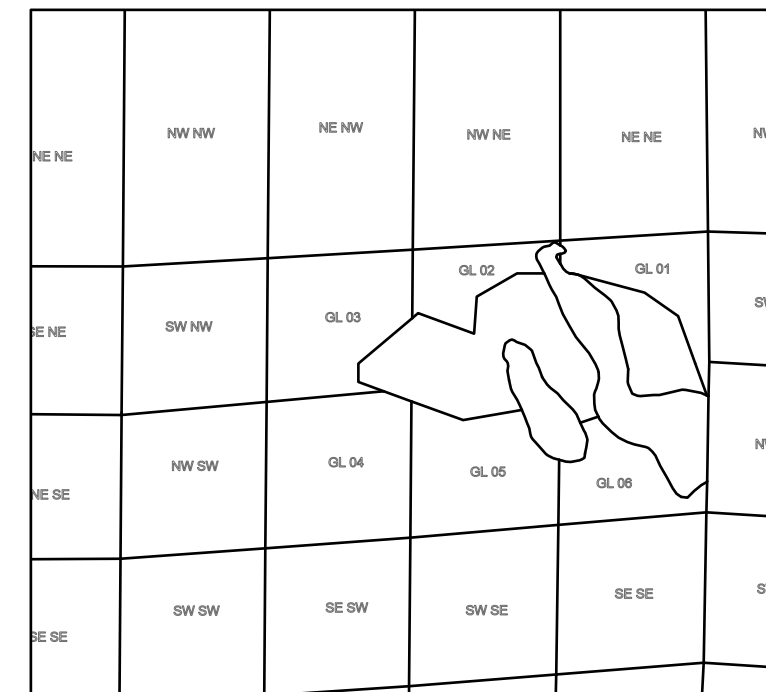 NW NW
NE NW
NW NE
NE NE
NE NE
GL 02
GL 01
GL 03
SW NW
SE NE
GL 04
NW SW
GL 05
GL 06
NE SE
SW SW
SE SW
SW SE
SE SE
SE SE